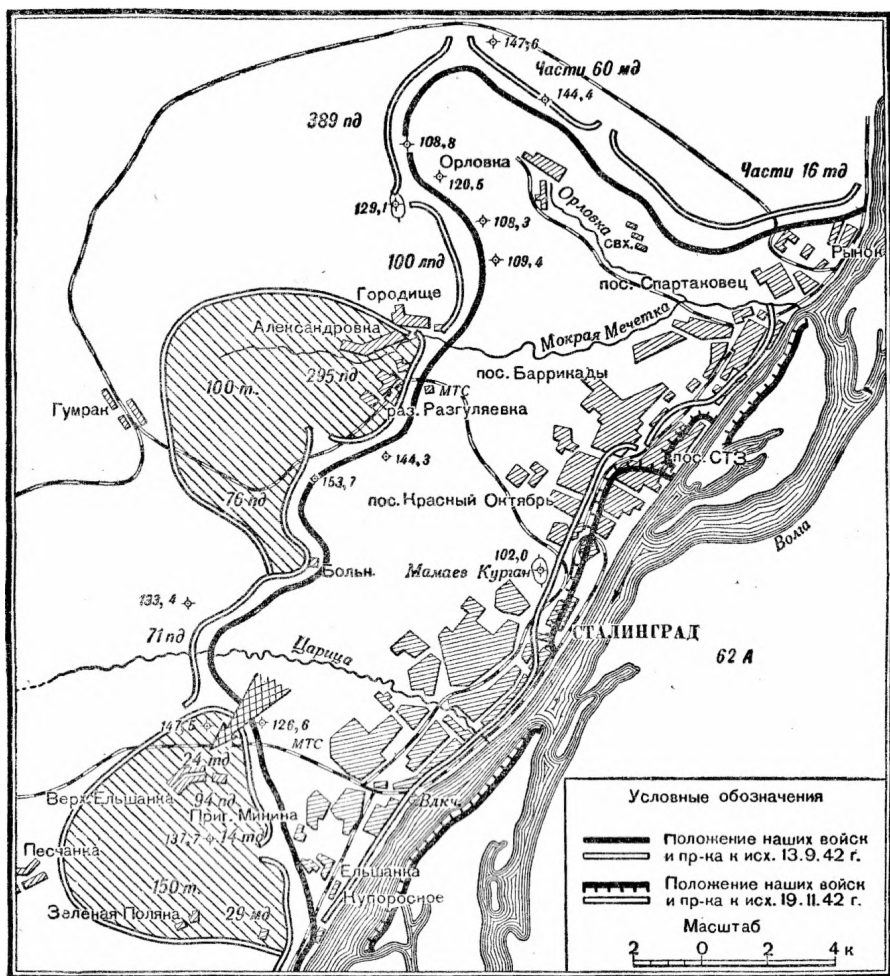 147,6
Части 60 мд
144,4
389 пд
108,8
Орловка
120,5
Части 16 тд
129,1
Орловка
108,3
свх.
Рынок
109,4
100 лпд
пос. Спартаковец
Городище
Александровка
Мокрая Мечетка
295 пд
пос. Баррикады
100 т.
МТС
Гумрак
раз. Разгуляевка
пос. СТЗ
144,3
153,7
76 пд
пос. Красный Октябрь
Волга
102,0
Больн.
Мамаев Курган
133,4
СТАЛИНГРАД
71 пд
Царица
62 А
147,5
126,6
МТС
24 тд
Верх. Ельшанка
94 пд
Влкч.
Приг. Минина
137,7
14 тд
Песчанка
Ельшанка
150 т.
Купоросное
Зелёная Поляна
29 мд
Условные обозначения
Положение наших войск
и пр-ка к исх. 13.9.42 г.
Положение наших войск
и пр-ка к исх. 19.11.42 г.
Масштаб
2 0 2 4 к